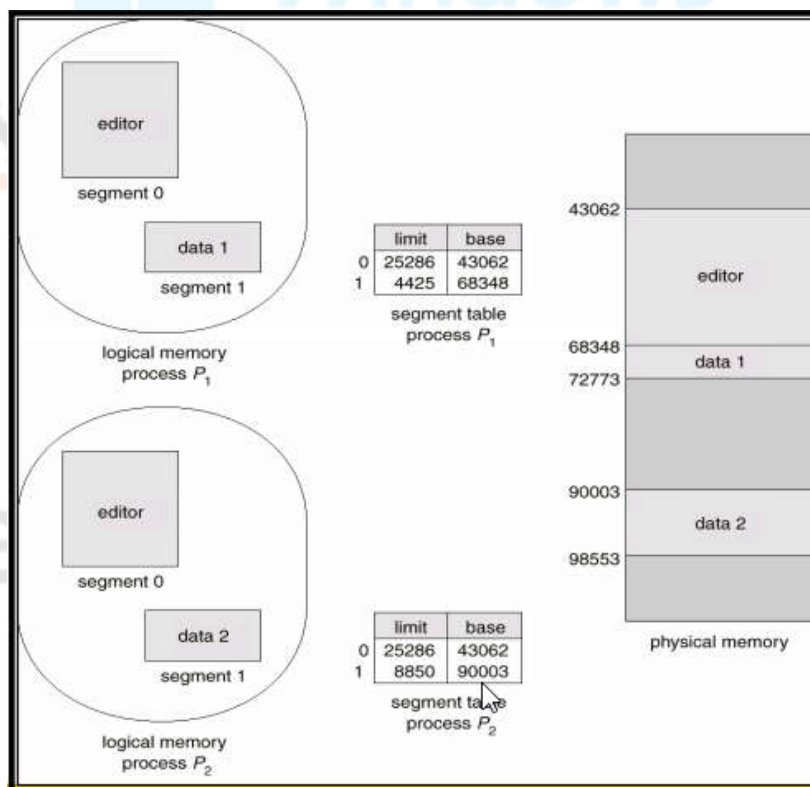 editor
segment 0
data 1
segment 1
logical memory
process P1
limit base
0 25286 43062
1 4425 68348
segment table
process P1
editor
segment 0
data 2
segment 1
logical memory
process P2
limit base
0 25286 43062
1 8850 90003
segment table
process P2
43062
editor
68348
data 1
72773
90003
data 2
98553
physical memory